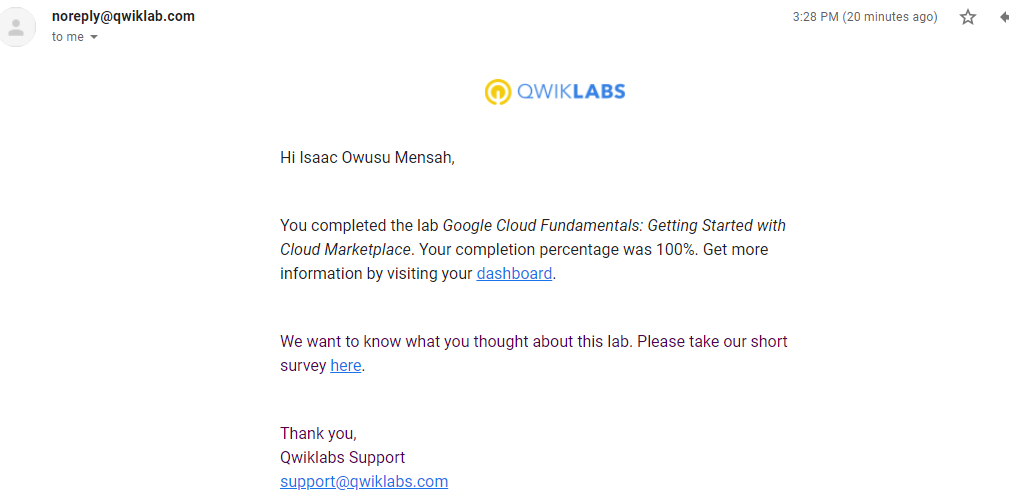 noreply@qwiklab.com
3:28 PM (20 minutes ago)
to me
QWIKLABS
Hi Isaac Owusu Mensah,
You completed the lab Google Cloud Fundamentals: Getting Started with
Cloud Marketplace. Your completion percentage was 100%. Get more
information by visiting your dashboard.
We want to know what you thought about this lab. Please take our short
survey here.
Thank you,
Qwiklabs Support
support@qwiklabs.com